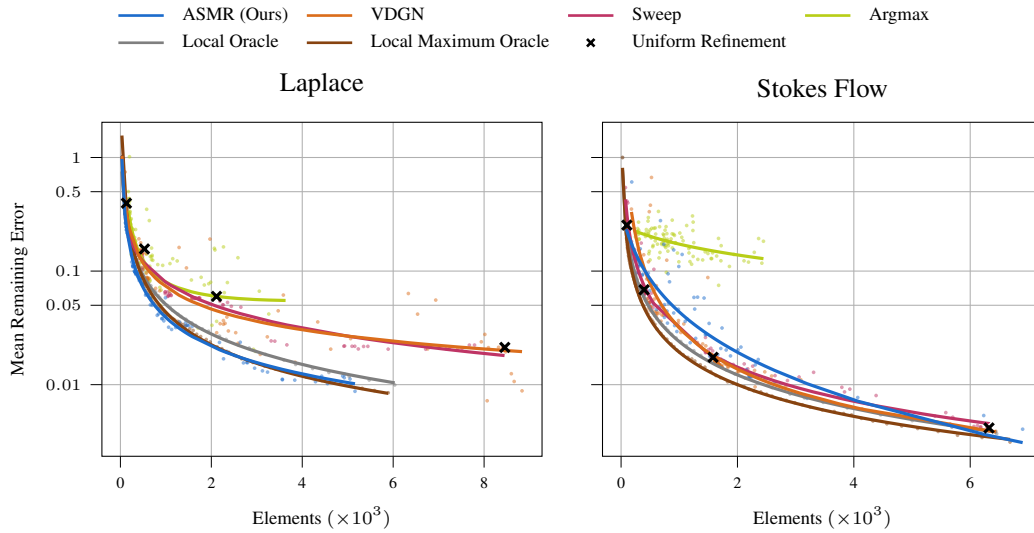 ASMR (Ours) VDGN Sweep Argmax
Local Oracle Local Maximum Oracle Uniform Refinement
Laplace
Stokes Flow
Mean Remaining Error
1
0.5
0.1
0.05
0.01
0 2 4 6 8
0 2 4 6
Elements (×10³)
Elements (×10³)